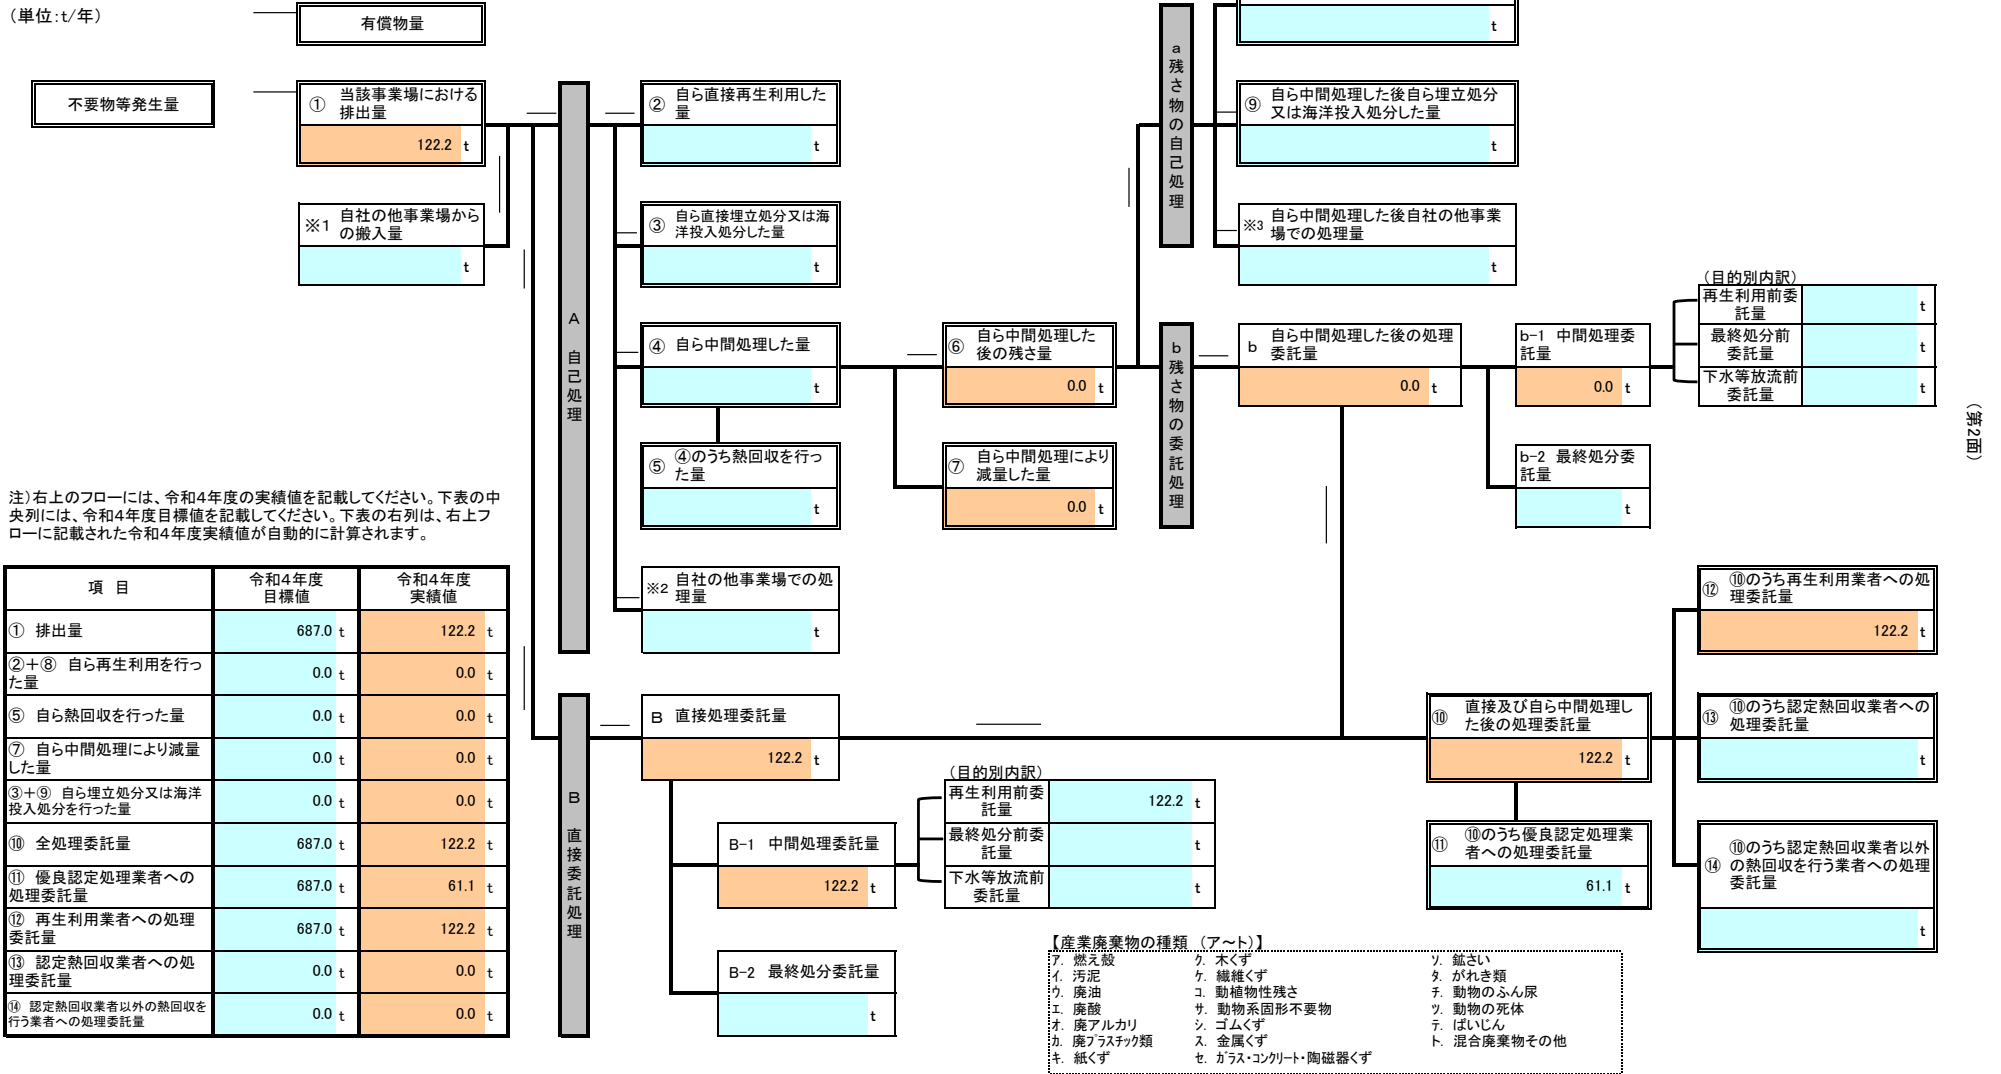 (単位:t/年)
有償物量
不要物等発生量
① 当該事業場における
排出量
122.2 t
※1 自社の他事業場から
の搬入量
t
A 自己処理
② 自ら直接再生利用した
量
t
③ 自ら直接埋立処分又は海
洋投入処分した量
t
④ 自ら中間処理した量
t
⑤ ④のうち熱回収を行っ
た量
t
※2 自社の他事業場での処
理量
t
⑥ 自ら中間処理した
後の残さ量
0.0 t
⑦ 自ら中間処理により
減量した量
0.0 t
a 残さ物の自己処理
t
⑨ 自ら中間処理した後自ら埋立処分
又は海洋投入処分した量
t
※3 自ら中間処理した後自社の他事業
場での処理量
t
b 残さ物の委託処理
b 自ら中間処理した後の処理
委託量
0.0 t
b-1 中間処理委
託量
0.0 t
b-2 最終処分委
託量
t
(目的別内訳)
再生利用前委
託量
t
最終処分前
委託量
t
下水等放流前
委託量
t
(第2面)
注)右上のフローには、令和4年度の実績値を記載してください。下表の中
央列には、令和4年度目標値を記載してください。下表の右列は、右上フ
ローに記載された令和4年度実績値が自動的に計算されます。
項 目 令和4年度 目標値 令和4年度 実績値
① 排出量 687.0 t 122.2 t
②+⑧ 自ら再生利用を行っ
た量 0.0 t 0.0 t
⑤ 自ら熱回収を行った量 0.0 t 0.0 t
⑦ 自ら中間処理により減量
した量 0.0 t 0.0 t
③+⑨ 自ら埋立処分又は海洋
投入処分を行った量 0.0 t 0.0 t
⑩ 全処理委託量 687.0 t 122.2 t
⑪ 優良認定処理業者への
処理委託量 687.0 t 61.1 t
⑫ 再生利用業者への処理
委託量 687.0 t 122.2 t
⑬ 認定熱回収業者への処
理委託量 0.0 t 0.0 t
⑭ 認定熱回収業者以外の熱回収を
行う業者への処理委託量 0.0 t 0.0 t
B 直接委託処理
B 直接処理委託量
122.2 t
B-1 中間処理委託量
122.2 t
B-2 最終処分委託量
t
(目的別内訳)
再生利用前委
託量
122.2 t
最終処分前委
託量
t
下水等放流前
委託量
t
⑩ 直接及び自ら中間処理し
た後の処理委託量
122.2 t
⑪ ⑩のうち優良認定処理業
者への処理委託量
61.1 t
⑫ ⑩のうち再生利用業者への処
理委託量
122.2 t
⑬ ⑩のうち認定熱回収業者への
処理委託量
t
⑭ ⑩のうち認定熱回収業者以外
の熱回収を行う業者への処理
委託量
t
【産業廃棄物の種類 (ア~ト)】
ア. 燃え殻 ク. 木くず ソ. 鉱さい
イ. 汚泥 ケ. 繊維くず タ. がれき類
ウ. 廃油 コ. 動植物性残さ チ. 動物のふん尿
エ. 廃酸 サ. 動物系固形不要物 ツ. 動物の死体
オ. 廃アルカリ シ. ゴムくず テ. ばいじん
カ. 廃プラスチック類 ス. 金属くず ト. 混合廃棄物その他
キ. 紙くず セ. ガラス・コンクリート・陶磁器くず